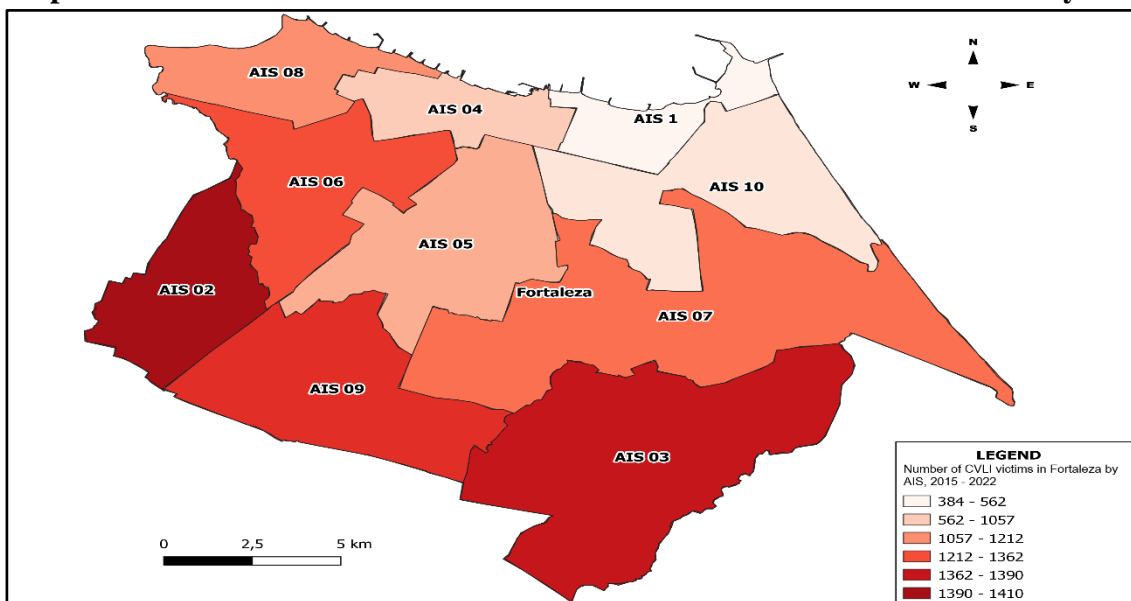 N
W E
S
AIS 08
AIS 04
AIS 1
AIS 06
AIS 10
AIS 05
AIS 02
Fortaleza
AIS 07
AIS 09
AIS 03
0 2,5 5 km
LEGEND
Number of CVLI victims in Fortaleza by
AIS, 2015 - 2022
384 - 562
562 - 1057
1057 - 1212
1212 - 1362
1362 - 1390
1390 - 1410